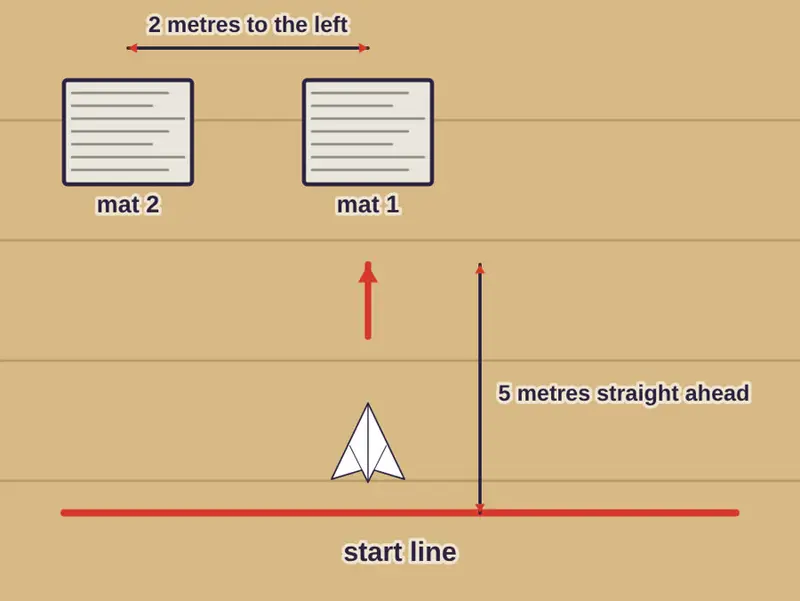 2 metres to the left
mat 2
mat 1
5 metres straight ahead
start line